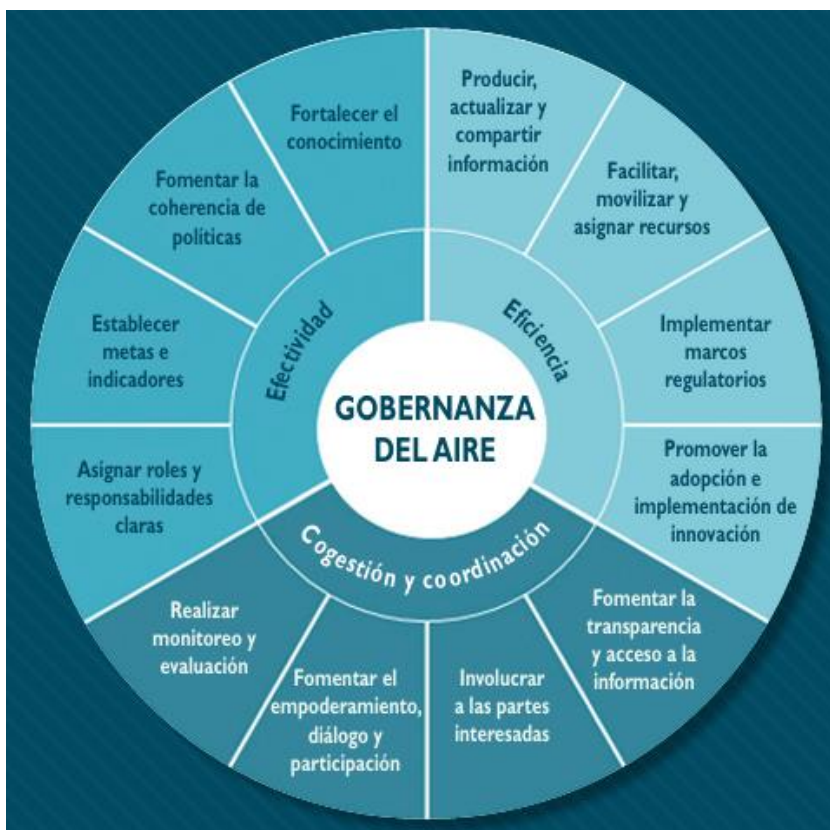 GOBERNANZA
DEL AIRE
Eficiencia
Producir,
actualizar y
compartir
información
Facilitar,
movilizar y
asignar recursos
Implementar
marcos
regulatorios
Promover la
adopción e
implementación de
innovación
Cogestión y coordinación
Fomentar la
transparencia
y acceso a la
información
Involucrar
a las partes
interesadas
Fomentar el
empoderamiento,
diálogo y
participación
Realizar
monitoreo y
evaluación
Efectividad
Asignar roles y
responsabilidades
claras
Establecer
metas e
indicadores
Fomentar la
coherencia de
políticas
Fortalecer el
conocimiento